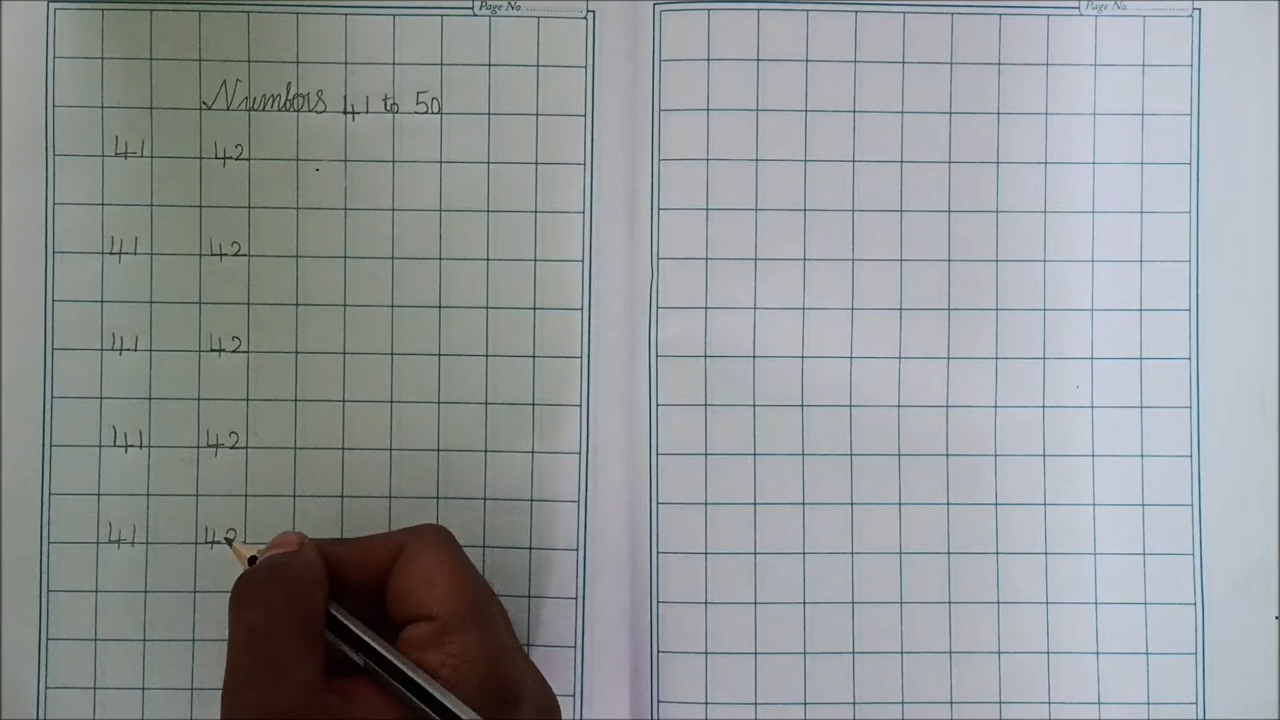 Page No. ................
Page No. ................
Numbers 41 to 50
41 42
41 42
41 42
41 42
41 42